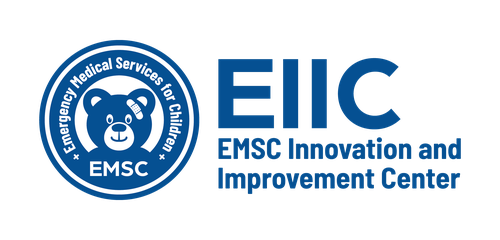 + Emergency Medical Services for Children +
EMSC
EIIC
EMSC Innovation and
Improvement Center